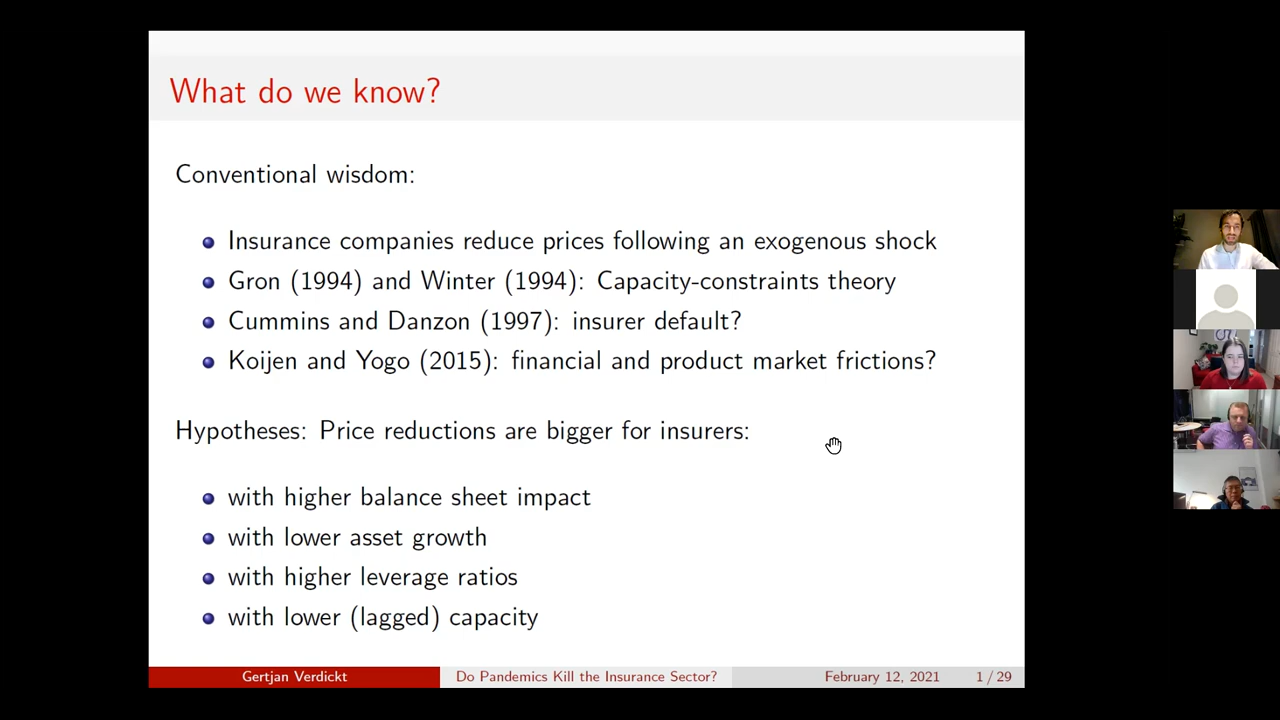 What do we know?
Conventional wisdom:
Insurance companies reduce prices following an exogenous shock
Gron (1994) and Winter (1994): Capacity-constraints theory
Cummins and Danzon (1997): insurer default?
Koijen and Yogo (2015): financial and product market frictions?
Hypotheses: Price reductions are bigger for insurers:
with higher balance sheet impact
with lower asset growth
with higher leverage ratios
with lower (lagged) capacity
Gertjan Verdickt Do Pandemics Kill the Insurance Sector? February 12, 2021 1 / 29